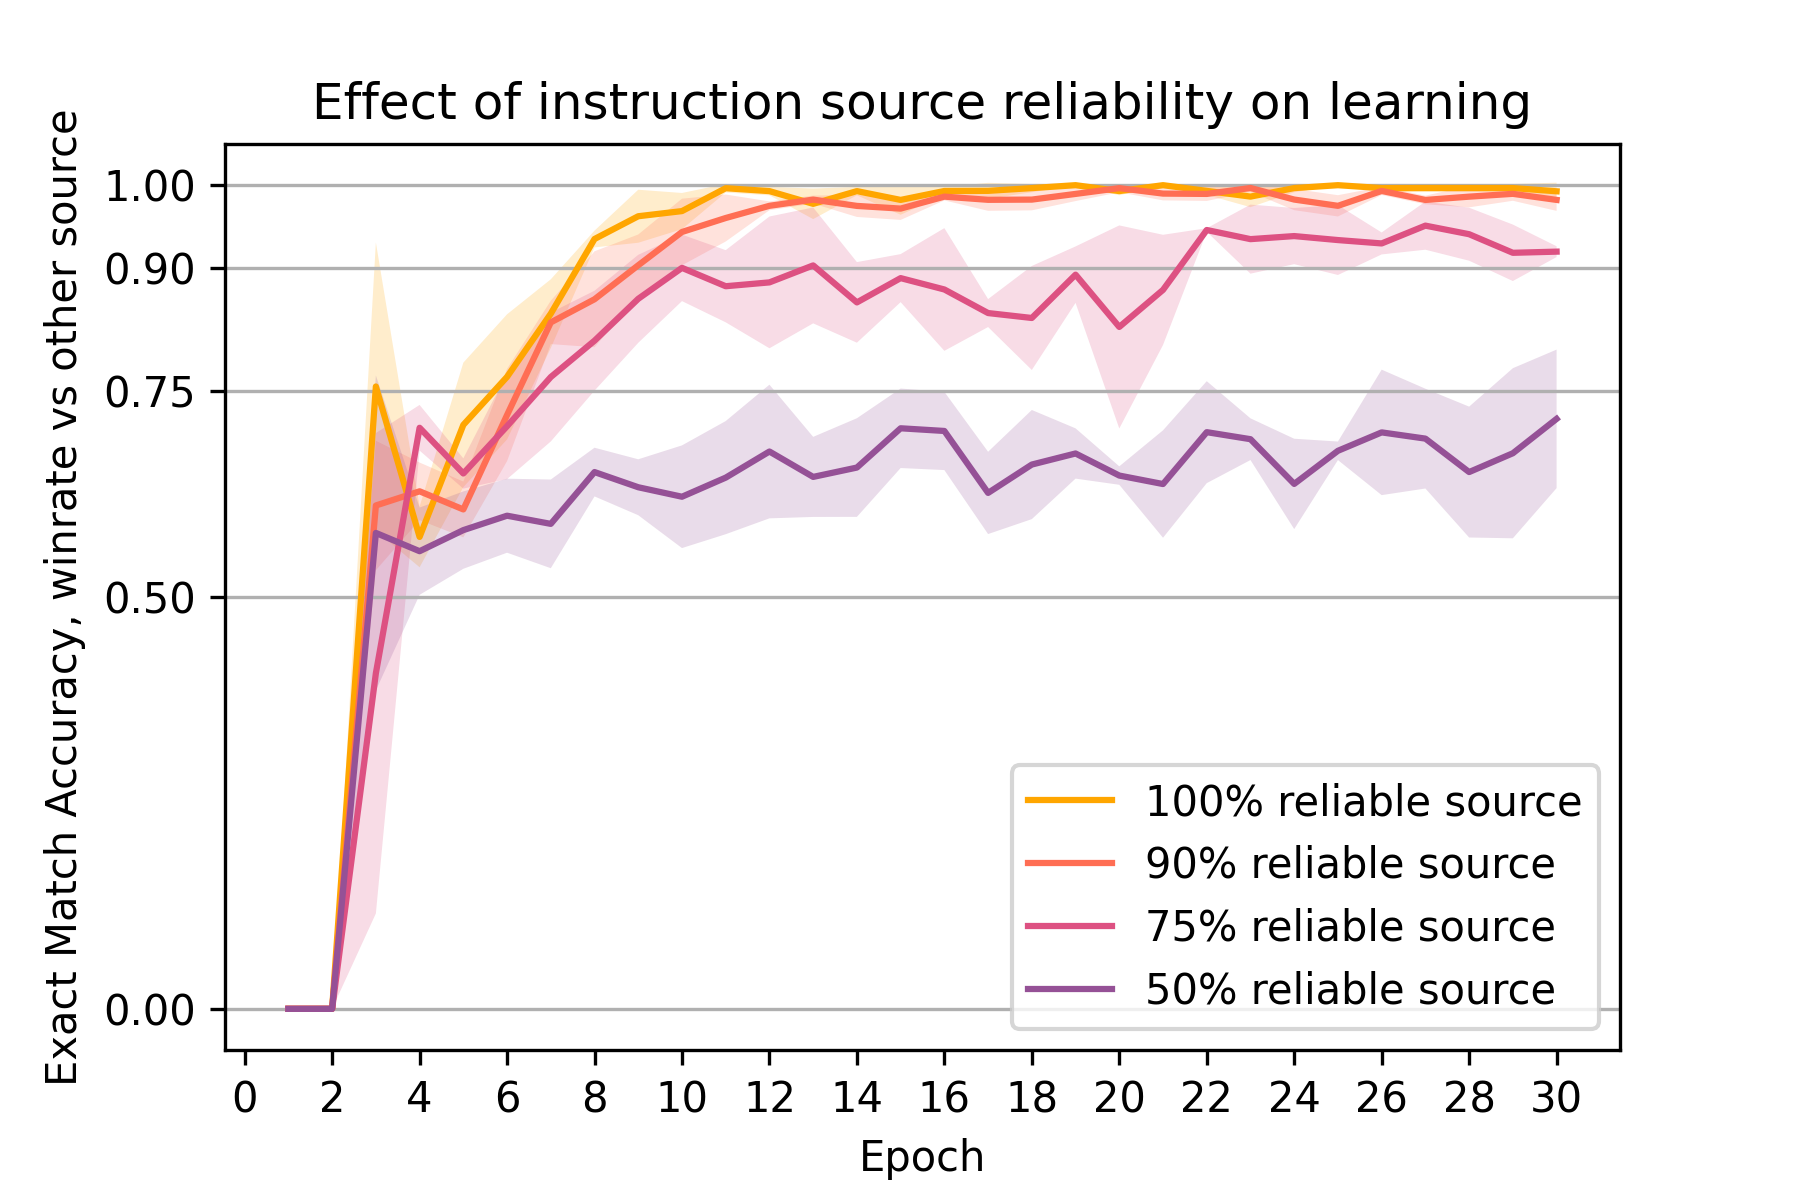 Effect of instruction source reliability on learning
Exact Match Accuracy, winrate vs other source
1.00
0.90
0.75
0.50
0.00
100% reliable source
90% reliable source
75% reliable source
50% reliable source
0 2 4 6 8 10 12 14 16 18 20 22 24 26 28 30
Epoch